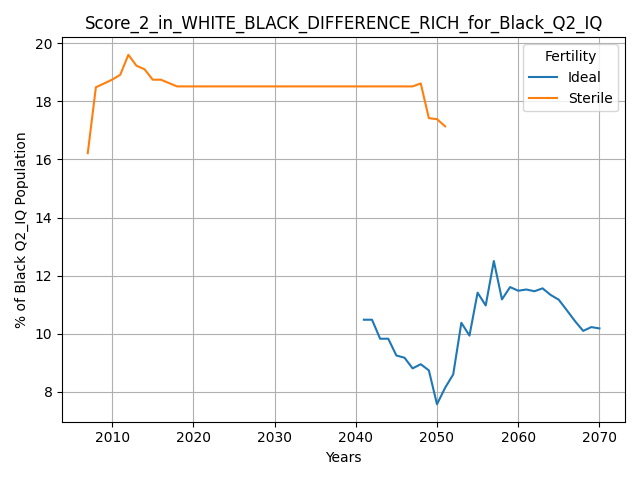 Score_2_in_WHITE_BLACK_DIFFERENCE_RICH_for_Black_Q2_IQ
20
18
16
14
12
10
8
% of Black Q2_IQ Population
Fertility
Ideal
Sterile
2010 2020 2030 2040 2050 2060 2070
Years